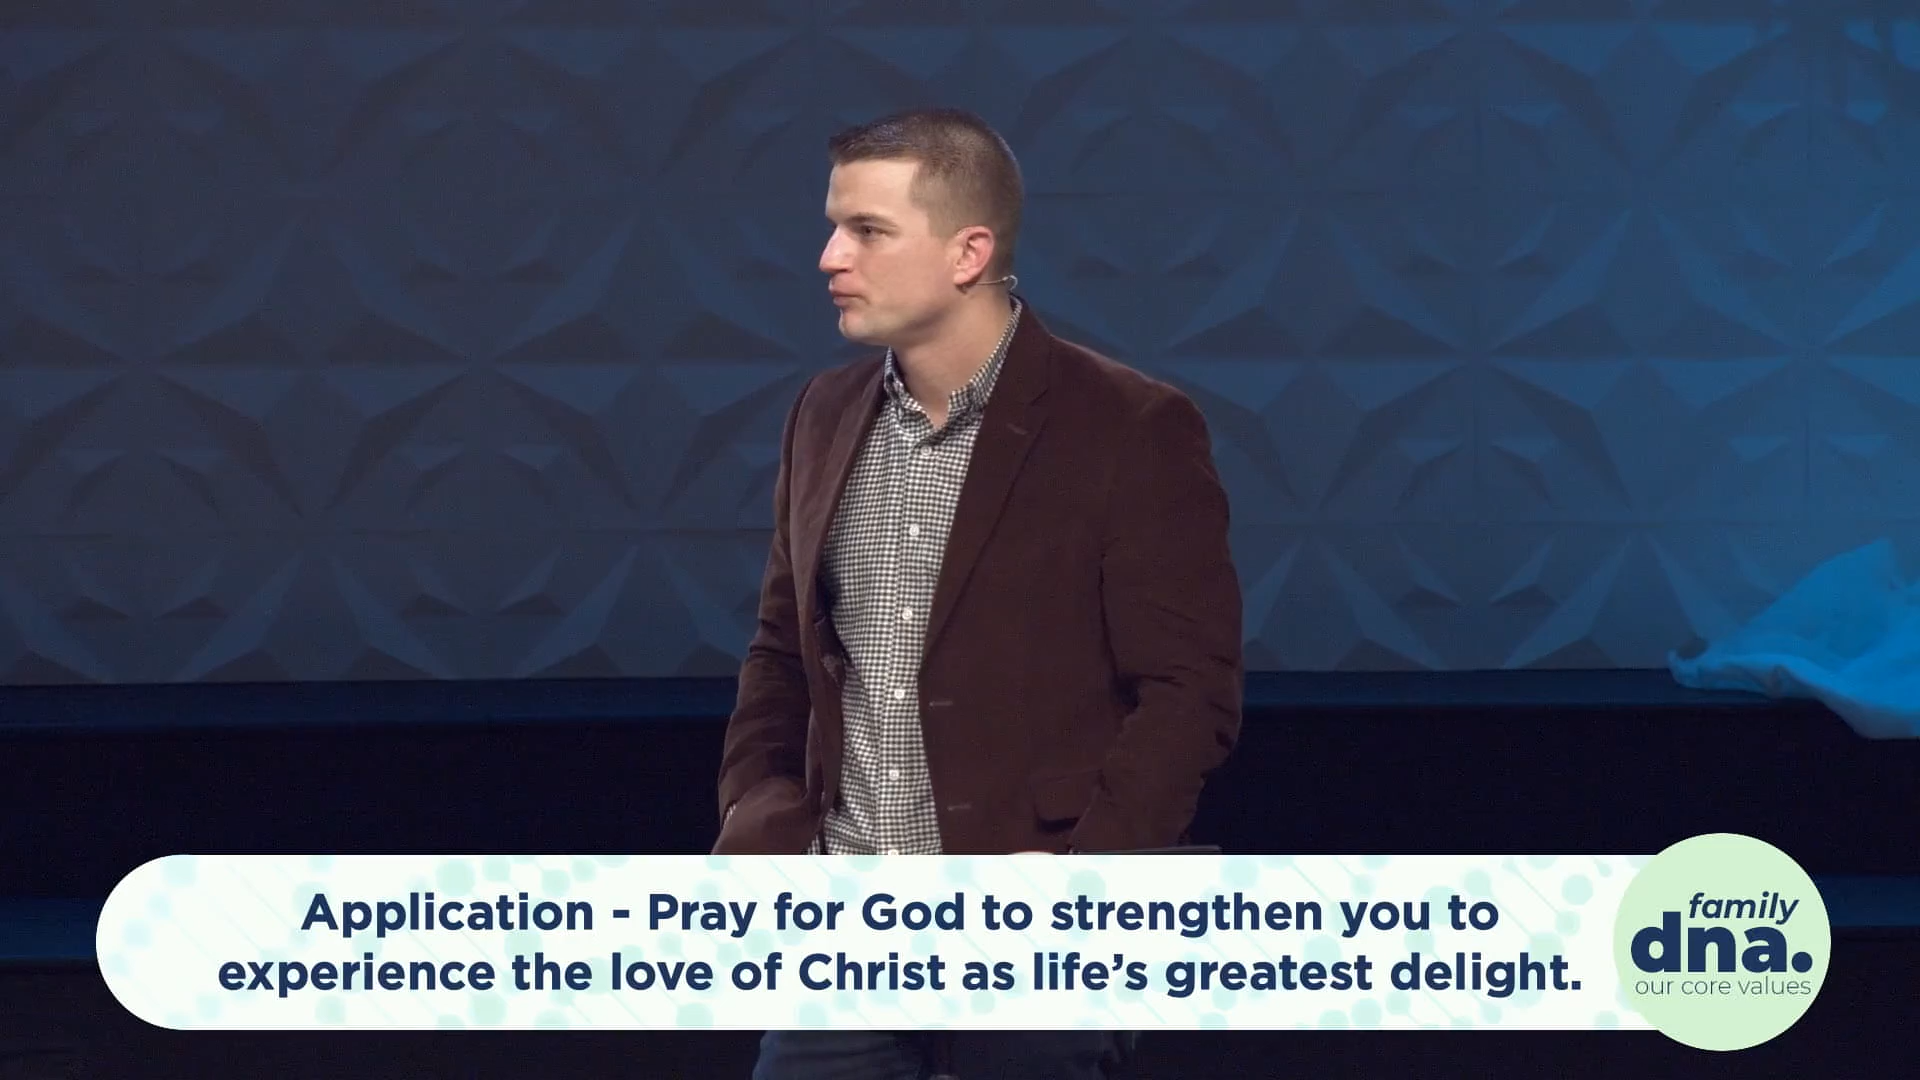 Application - Pray for God to strengthen you to
experience the love of Christ as life’s greatest delight.
family
dna.
our core values